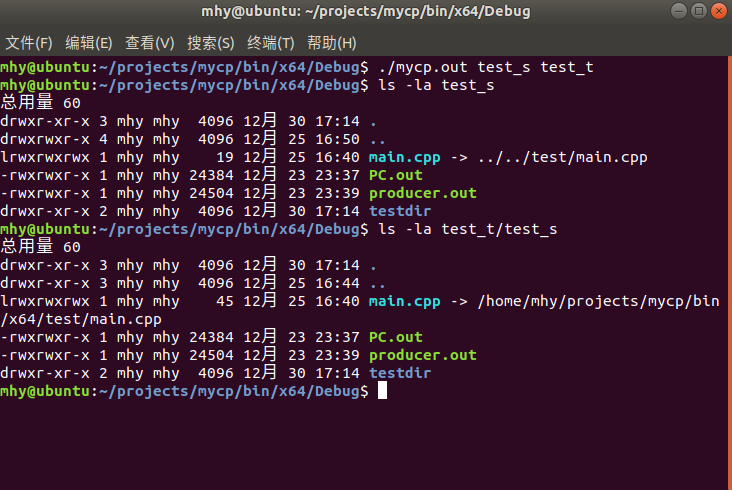 mhy@ubuntu: ~/projects/mycp/bin/x64/Debug
文件(F) 编辑(E) 查看(V) 搜索(S) 终端(T) 帮助(H)
mhy@ubuntu:~/projects/mycp/bin/x64/Debug$ ./mycp.out test_s test_t
mhy@ubuntu:~/projects/mycp/bin/x64/Debug$ ls -la test_s
总用量 60
drwxr-xr-x 3 mhy mhy  4096 12月 30 17:14 .
drwxrwxr-x 4 mhy mhy  4096 12月 25 16:50 ..
lrwxrwxrwx 1 mhy mhy    19 12月 25 16:40 main.cpp -> ../../test/main.cpp
-rwxrwxr-x 1 mhy mhy 24384 12月 23 23:37 PC.out
-rwxrwxr-x 1 mhy mhy 24504 12月 23 23:39 producer.out
drwxr-xr-x 2 mhy mhy  4096 12月 30 17:14 testdir
mhy@ubuntu:~/projects/mycp/bin/x64/Debug$ ls -la test_t/test_s
总用量 60
drwxr-xr-x 3 mhy mhy  4096 12月 30 17:14 .
drwxr-xr-x 3 mhy mhy  4096 12月 25 16:44 ..
lrwxrwxrwx 1 mhy mhy    45 12月 25 16:40 main.cpp -> /home/mhy/projects/mycp/bin
/x64/test/main.cpp
-rwxrwxr-x 1 mhy mhy 24384 12月 23 23:37 PC.out
-rwxrwxr-x 1 mhy mhy 24504 12月 23 23:39 producer.out
drwxr-xr-x 2 mhy mhy  4096 12月 30 17:14 testdir
mhy@ubuntu:~/projects/mycp/bin/x64/Debug$